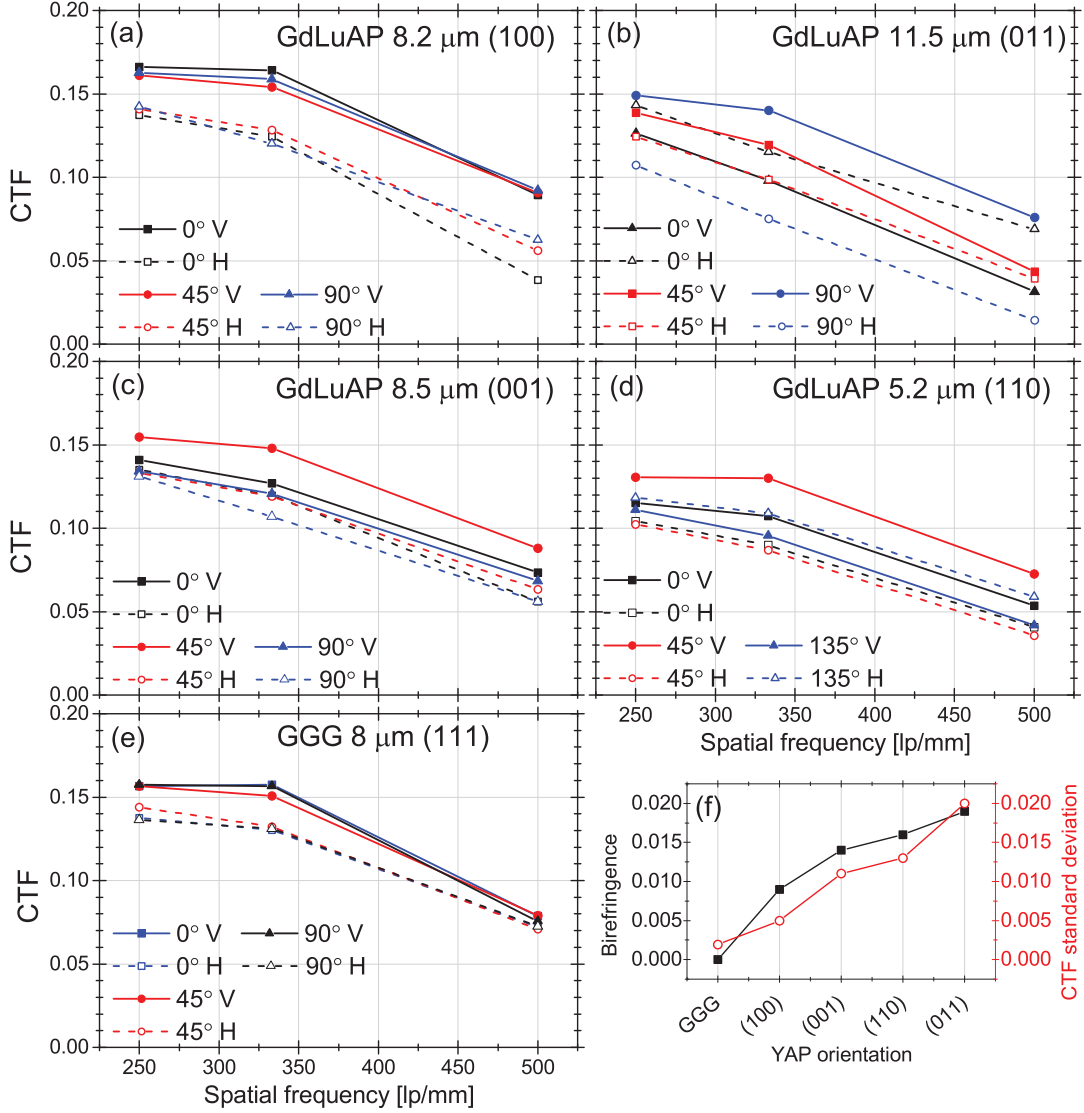 (a) GdLuAP 8.2 μm (100)
0.20
0.15
0.10
0.05
0.00
CTF
0° V
0° H
45° V 90° V
45° H 90° H
(b) GdLuAP 11.5 μm (011)
0° V
0° H
45° V 90° V
45° H 90° H
(c) GdLuAP 8.5 μm (001)
0.20
0.15
0.10
0.05
0.00
CTF
0° V
0° H
45° V 90° V
45° H 90° H
(d) GdLuAP 5.2 μm (110)
0° V
0° H
45° V 135° V
45° H 135° H
250 300 350 400 450 500
Spatial frequency [lp/mm]
(e) GGG 8 μm (111)
0.20
0.15
0.10
0.05
0.00
CTF
0° V 90° V
0° H 90° H
45° V
45° H
250 300 350 400 450 500
Spatial frequency [lp/mm]
(f)
0.020
0.015
0.010
0.005
0.000
Birefringence
0.020
0.015
0.010
0.005
0.000
CTF standard deviation
GGG (100) (001) (110) (011)
YAP orientation